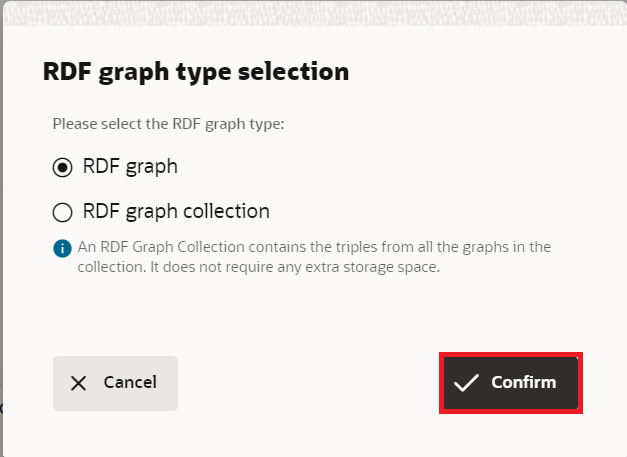 RDF graph type selection
Please select the RDF graph type:
RDF graph
RDF graph collection
An RDF Graph Collection contains the triples from all the graphs in the
collection. It does not require any extra storage space.
Cancel
Confirm